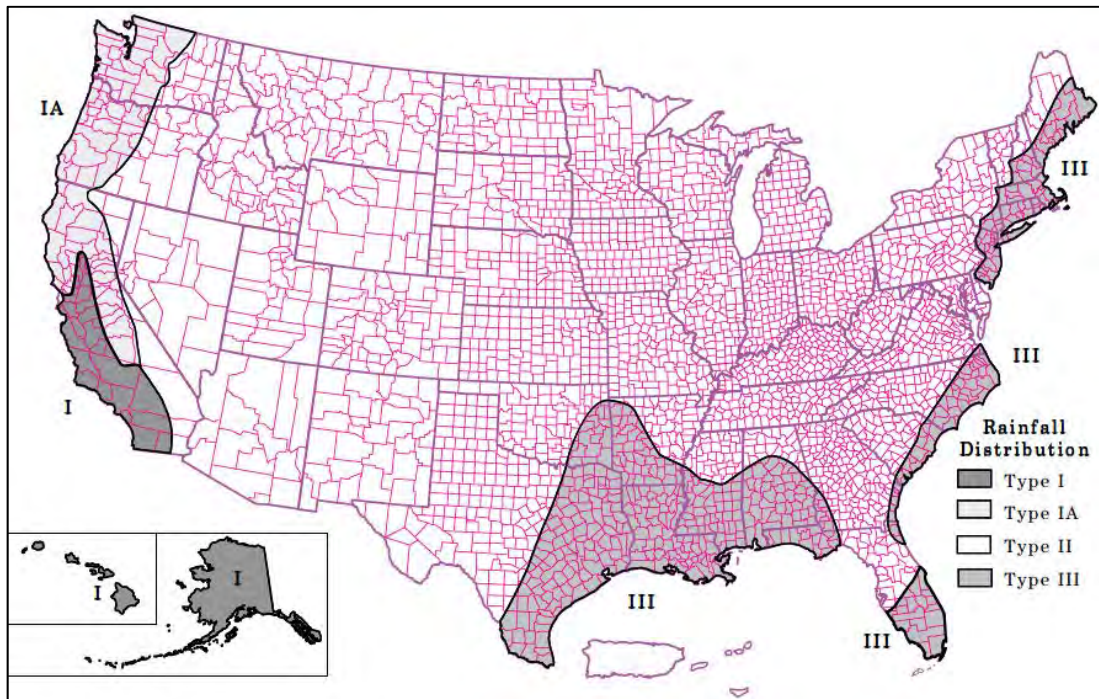 IA
III
III
I
Rainfall
Distribution
Type I
Type IA
Type II
Type III
I
I
III
III